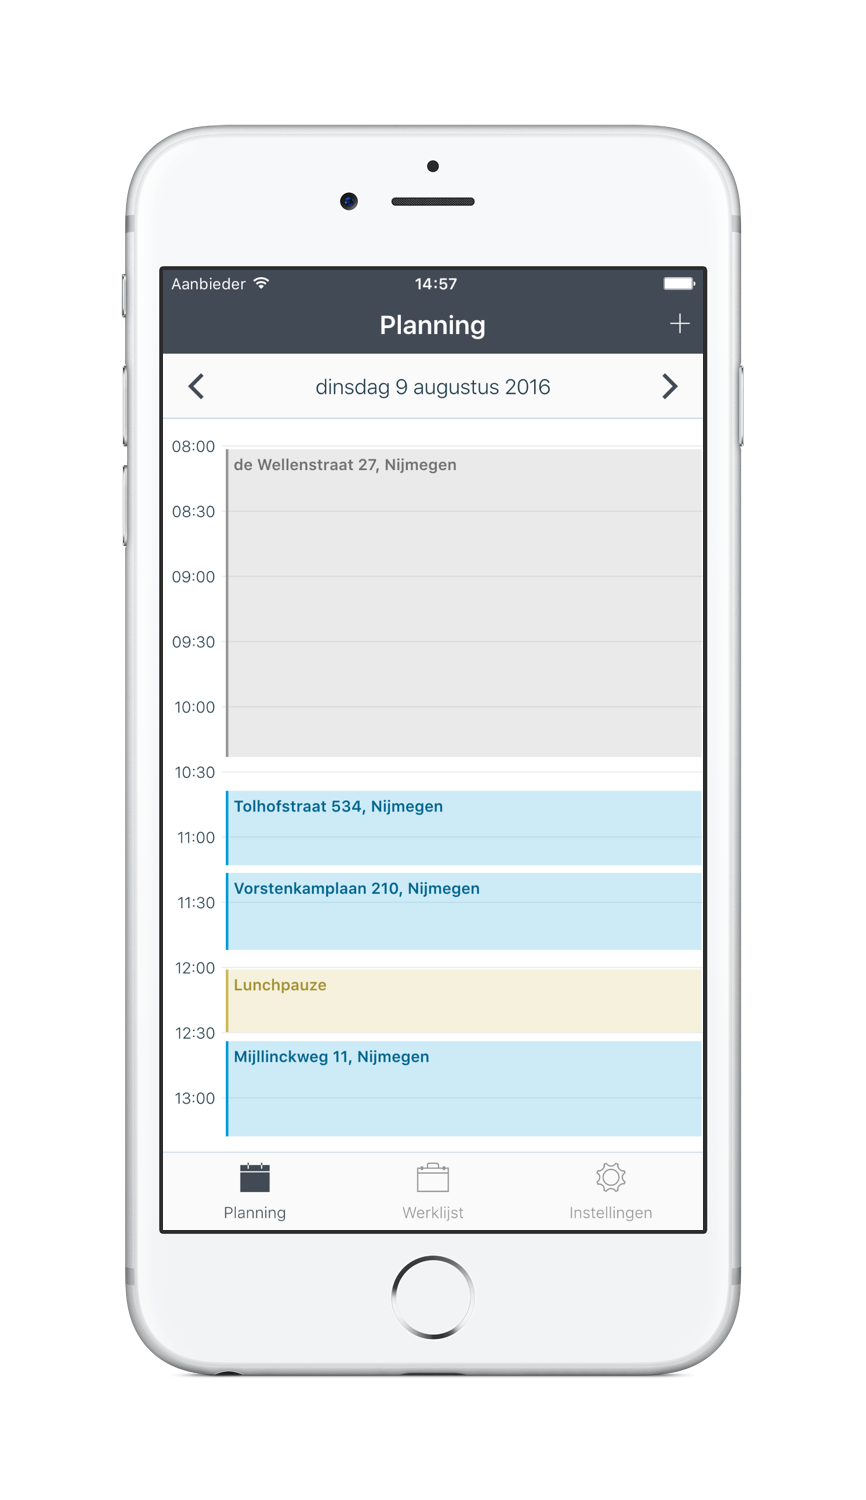 Aanbieder 14:57
Planning
dinsdag 9 augustus 2016
08:00
de Wellenstraat 27, Nijmegen
08:30
09:00
09:30
10:00
10:30
Tolhofstraat 534, Nijmegen
11:00
Vorstenkamplaan 210, Nijmegen
11:30
12:00
Lunchpauze
12:30
Mijllinckweg 11, Nijmegen
13:00
Planning Werklijst Instellingen